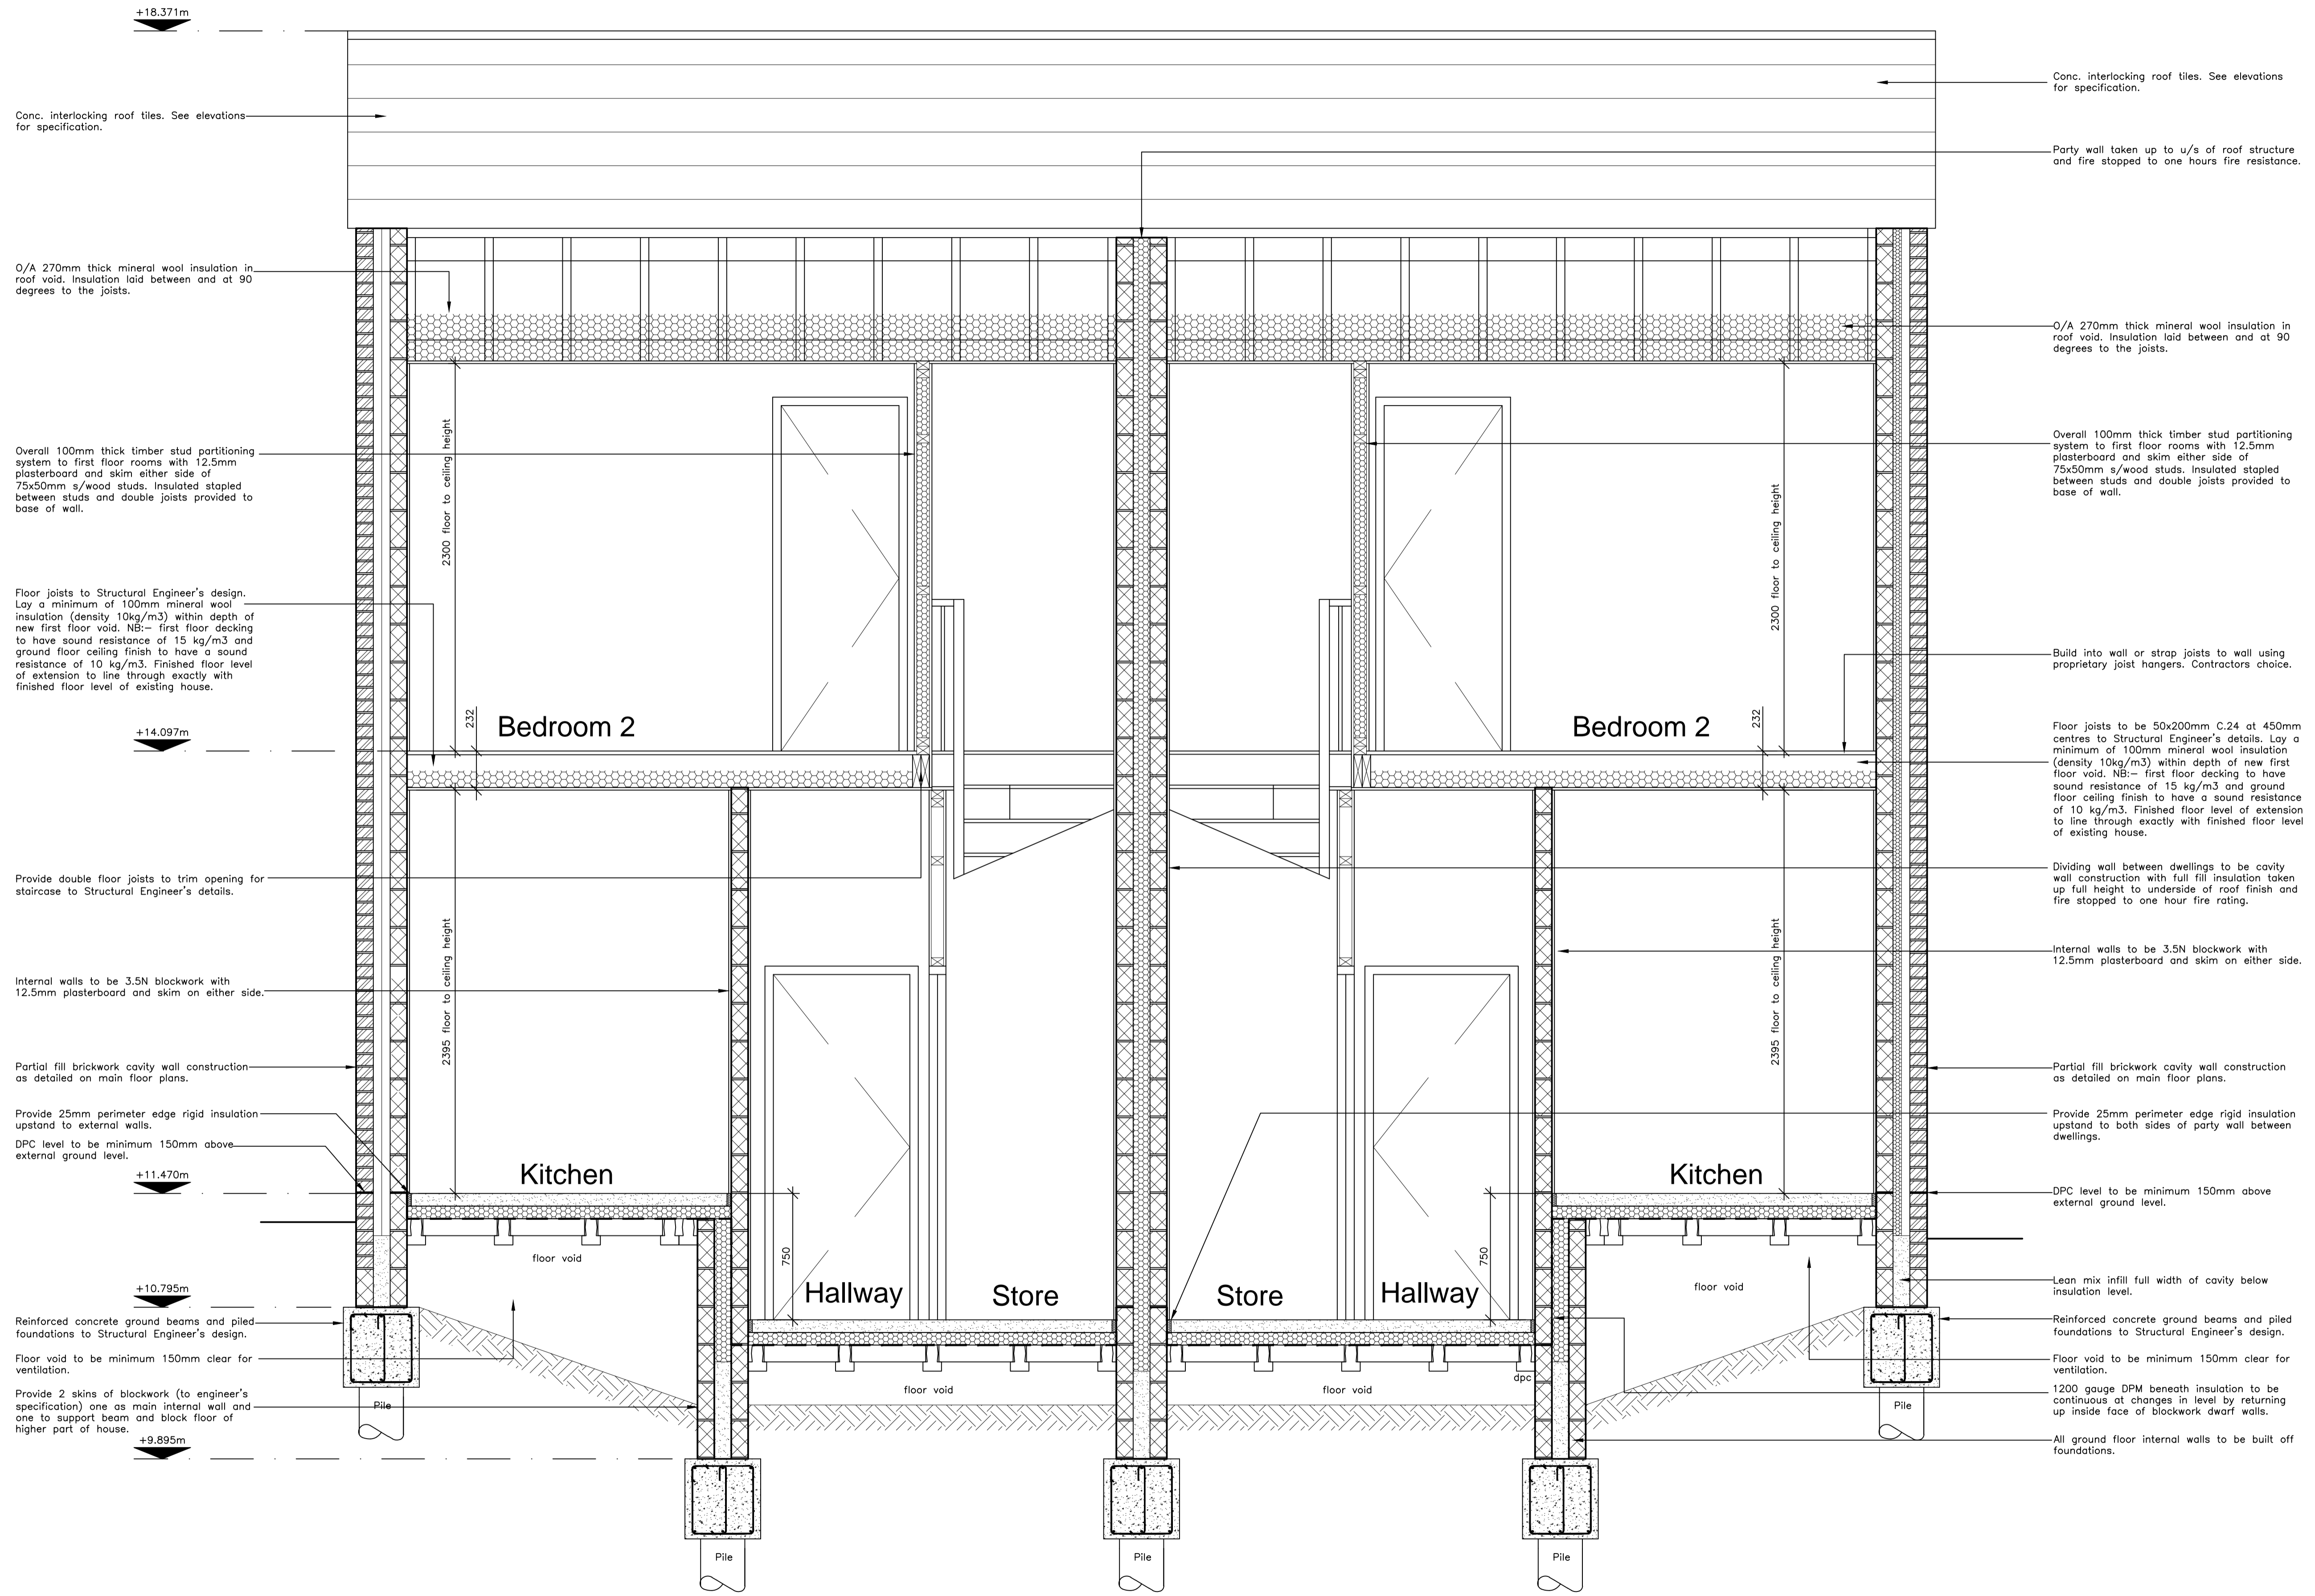 +18.371m
Conc. interlocking roof tiles. See elevations
for specification.
O/A 270mm thick mineral wool insulation in
roof void. Insulation laid between and at 90
degrees to the joists.
Overall 100mm thick timber stud partitioning
system to first floor rooms with 12.5mm
plasterboard and skim either side of
75x50mm s/wood studs. Insulated stapled
between studs and double joists provided to
base of wall.
Floor joists to Structural Engineer's design.
Lay a minimum of 100mm mineral wool
insulation (density 10kg/m3) within depth of
new first floor void. NB:– first floor decking
to have sound resistance of 15 kg/m3 and
ground floor ceiling finish to have a sound
resistance of 10 kg/m3. Finished floor level
of extension to line through exactly with
finished floor level of existing house.
+14.097m
Provide double floor joists to trim opening for
staircase to Structural Engineer's details.
Internal walls to be 3.5N blockwork with
12.5mm plasterboard and skim on either side.
Partial fill brickwork cavity wall construction
as detailed on main floor plans.
Provide 25mm perimeter edge rigid insulation
upstand to external walls.
DPC level to be minimum 150mm above
external ground level.
+11.470m
+10.795m
Reinforced concrete ground beams and piled
foundations to Structural Engineer's design.
Floor void to be minimum 150mm clear for
ventilation.
Provide 2 skins of blockwork (to engineer's
specification) one as main internal wall and
one to support beam and block floor of
higher part of house.
+9.895m
2300 floor to ceiling height
232
Bedroom 2
2395 floor to ceiling height
Kitchen
floor void
750
Hallway
Store
floor void
Pile
Pile
Pile
2300 floor to ceiling height
232
Bedroom 2
2395 floor to ceiling height
Kitchen
floor void
750
Store
Hallway
floor void
dpc
Pile
Pile
Conc. interlocking roof tiles. See elevations
for specification.
Party wall taken up to u/s of roof structure
and fire stopped to one hours fire resistance.
O/A 270mm thick mineral wool insulation in
roof void. Insulation laid between and at 90
degrees to the joists.
Overall 100mm thick timber stud partitioning
system to first floor rooms with 12.5mm
plasterboard and skim either side of
75x50mm s/wood studs. Insulated stapled
between studs and double joists provided to
base of wall.
Build into wall or strap joists to wall using
proprietary joist hangers. Contractors choice.
Floor joists to be 50x200mm C.24 at 450mm
centres to Structural Engineer's details. Lay a
minimum of 100mm mineral wool insulation
(density 10kg/m3) within depth of new first
floor void. NB:– first floor decking to have
sound resistance of 15 kg/m3 and ground
floor ceiling finish to have a sound resistance
of 10 kg/m3. Finished floor level of extension
to line through exactly with finished floor level
of existing house.
Dividing wall between dwellings to be cavity
wall construction with full fill insulation taken
up full height to underside of roof finish and
fire stopped to one hour fire rating.
Internal walls to be 3.5N blockwork with
12.5mm plasterboard and skim on either side.
Partial fill brickwork cavity wall construction
as detailed on main floor plans.
Provide 25mm perimeter edge rigid insulation
upstand to both sides of party wall between
dwellings.
DPC level to be minimum 150mm above
external ground level.
Lean mix infill full width of cavity below
insulation level.
Reinforced concrete ground beams and piled
foundations to Structural Engineer's design.
Floor void to be minimum 150mm clear for
ventilation.
1200 gauge DPM beneath insulation to be
continuous at changes in level by returning
up inside face of blockwork dwarf walls.
All ground floor internal walls to be built off
foundations.